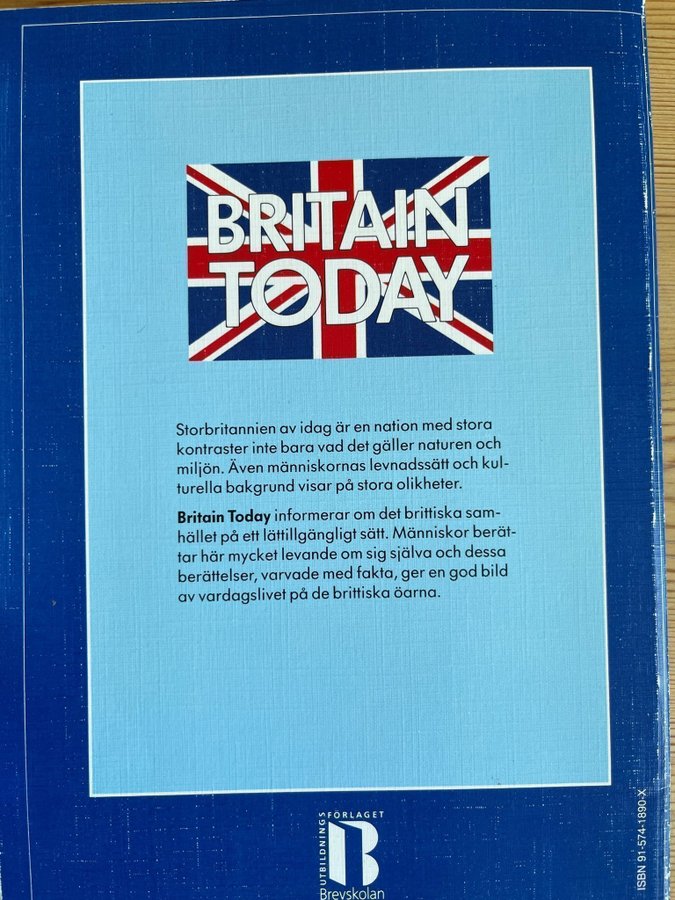 BRITAIN
TODAY
Storbritannien av idag är en nation med stora
kontraster inte bara vad det gäller naturen och
miljön. Även människornas levnadssätt och kul-
turella bakgrund visar på stora olikheter.
Britain Today informerar om det brittiska sam-
hället på ett lättillgängligt sätt. Människor berät-
tar här mycket levande om sig själva och dessa
berättelser, varvade med fakta, ger en god bild
av vardagslivet på de brittiska öarna.
UTBILDNINGSFÖRLAGET
B
Brevskolan
ISBN 91-574-1890-X